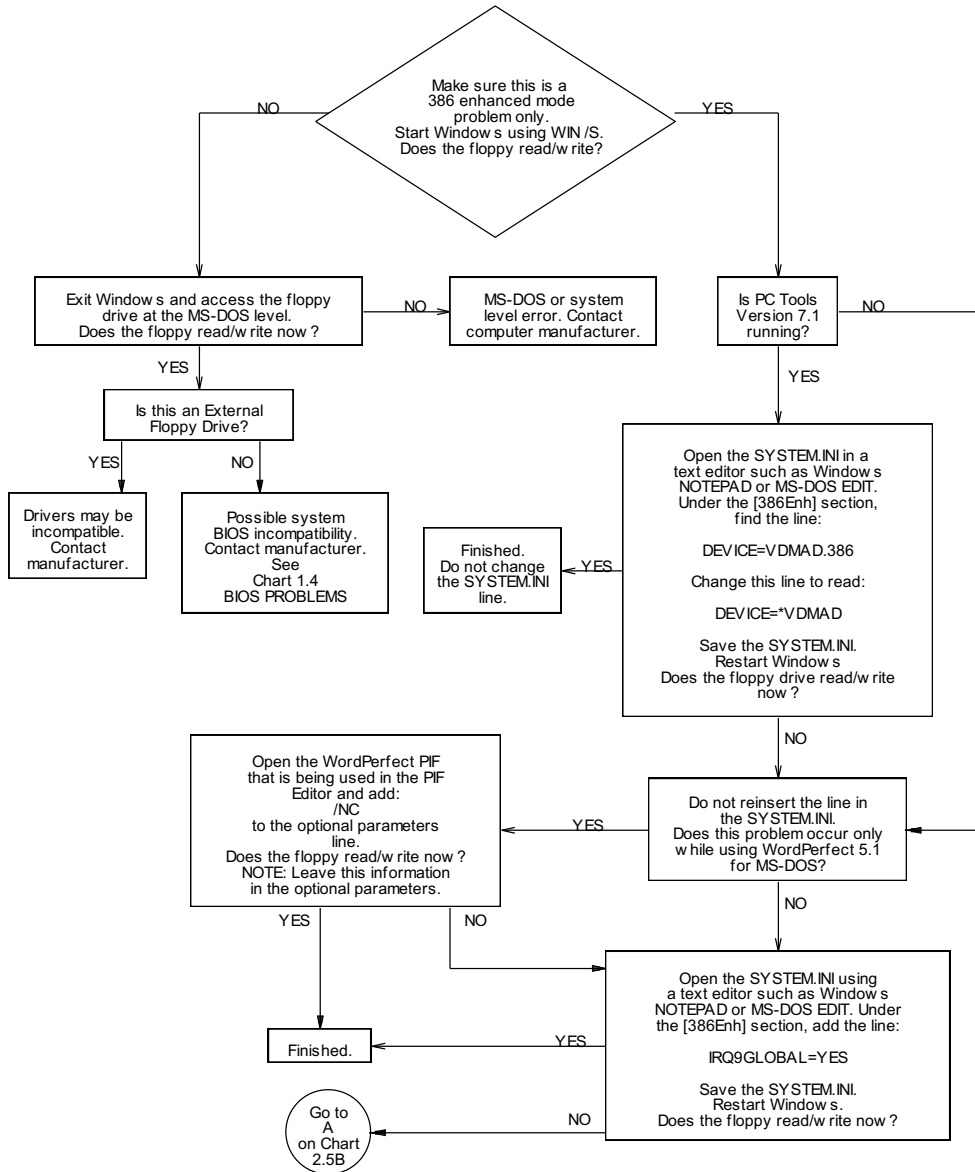 Make sure this is a
386 enhanced mode
problem only.
Start Windows using WIN /S.
Does the floppy read/write?
NO
YES
Exit Windows and access the floppy
drive at the MS-DOS level.
Does the floppy read/write now?
NO
MS-DOS or system
level error. Contact
computer manufacturer.
Is PC Tools
Version 7.1
running?
NO
YES
YES
Is this an External
Floppy Drive?
YES
NO
Drivers may be
incompatible.
Contact
manufacturer.
Possible system
BIOS incompatibility.
Contact manufacturer.
See
Chart 1.4
BIOS PROBLEMS
Open the SYSTEM.INI in a
text editor such as Windows
NOTEPAD or MS-DOS EDIT.
Under the [386Enh] section,
find the line:
DEVICE=VDMAD.386
Change this line to read:
DEVICE=*VDMAD
Save the SYSTEM.INI.
Restart Windows
Does the floppy drive read/write
now?
YES
Finished.
Do not change
the SYSTEM.INI
line.
NO
Do not reinsert the line in
the SYSTEM.INI.
Does this problem occur only
while using WordPerfect 5.1
for MS-DOS?
YES
Open the WordPerfect PIF
that is being used in the PIF
Editor and add:
/NC
to the optional parameters
line.
Does the floppy read/write now?
NOTE: Leave this information
in the optional parameters.
YES
NO
NO
Open the SYSTEM.INI using
a text editor such as Windows
NOTEPAD or MS-DOS EDIT. Under
the [386Enh] section, add the line:
IRQ9GLOBAL=YES
Save the SYSTEM.INI.
Restart Windows.
Does the floppy read/write now?
YES
Finished.
NO
Go to
A
on Chart
2.5B